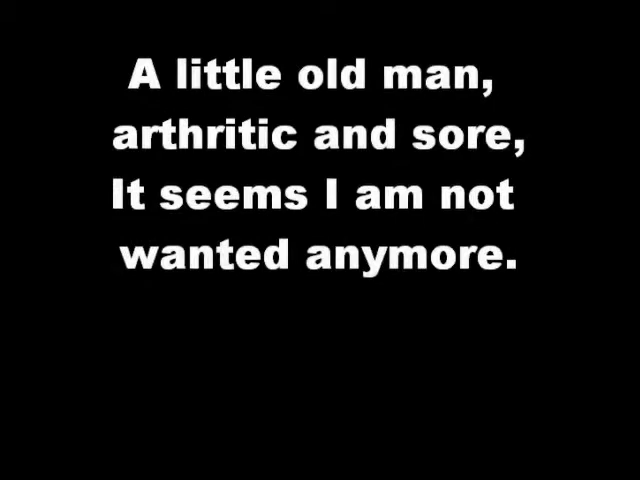 A little old man,
arthritic and sore,
It seems I am not
wanted anymore.